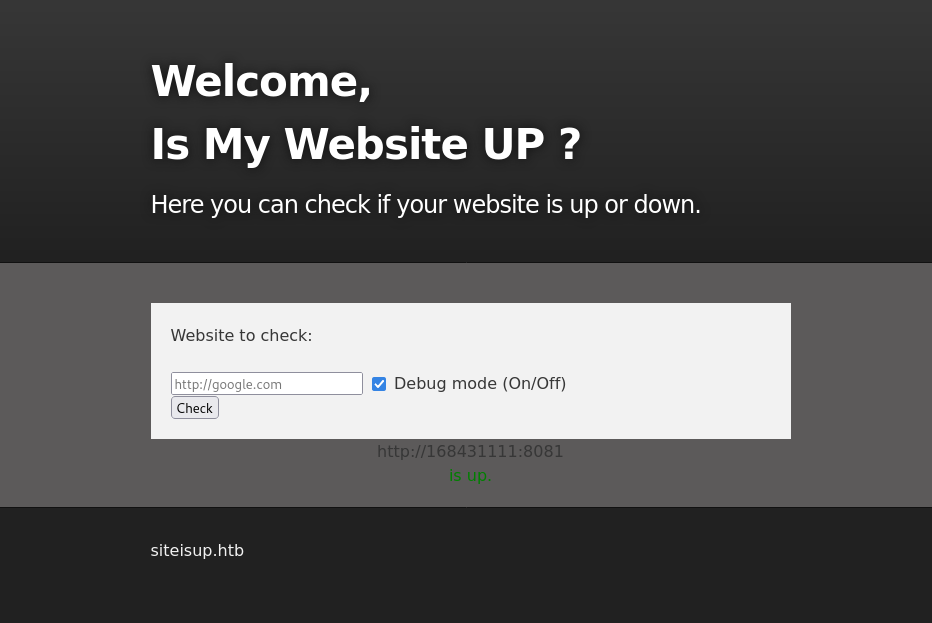 Welcome,
Is My Website UP ?
Here you can check if your website is up or down.
Website to check:
http://google.com Debug mode (On/Off)
Check
http://168431111:8081
is up.
siteisup.htb